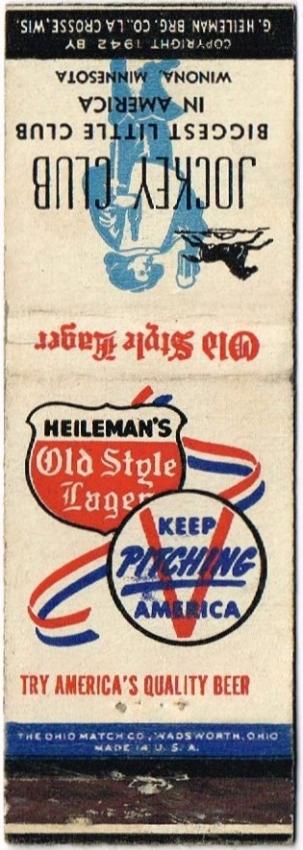 COPYRIGHT 1942 BY
G. HEILEMAN BRG. CO., LA CROSSE, WIS.
JOCKEY CLUB
BIGGEST LITTLE CLUB
IN AMERICA
WINONA, MINNESOTA
Old Style Lager
HEILEMAN'S
Old Style
Lager
KEEP
PITCHING
AMERICA
V
TRY AMERICA'S QUALITY BEER
THE OHIO MATCH CO., WADSWORTH, OHIO
MADE IN U. S. A.